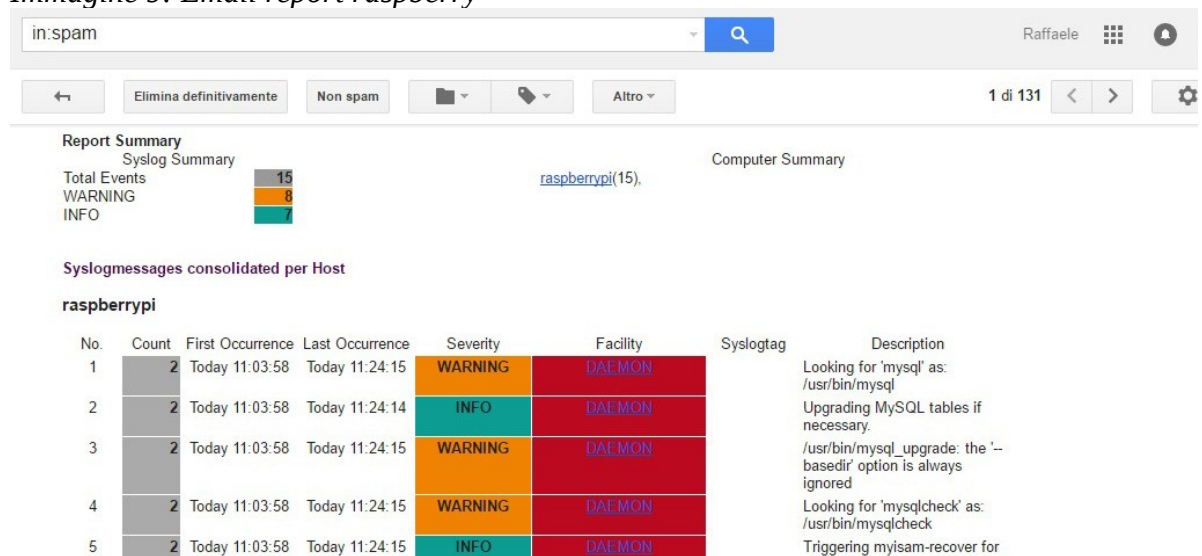 Immagine 5: Email report raspberry
in:spam
Raffaele
Elimina definitivamente
Non spam
Altro
1 di 131
Report Summary
Syslog Summary
Computer Summary
Total Events 15
raspberrypi(15),
WARNING 8
INFO 7
Syslogmessages consolidated per Host
raspberrypi
No. Count First Occurrence Last Occurrence Severity Facility Syslogtag Description
1 2 Today 11:03:58 Today 11:24:15 WARNING DAEMON Looking for 'mysql' as:
/usr/bin/mysql
2 2 Today 11:03:58 Today 11:24:14 INFO DAEMON Upgrading MySQL tables if
necessary.
3 2 Today 11:03:58 Today 11:24:15 WARNING DAEMON /usr/bin/mysql_upgrade: the '--
basedir' option is always
ignored
4 2 Today 11:03:58 Today 11:24:15 WARNING DAEMON Looking for 'mysqlcheck' as:
/usr/bin/mysqlcheck
5 2 Today 11:03:58 Today 11:24:15 INFO DAEMON Triggering myisam-recover for